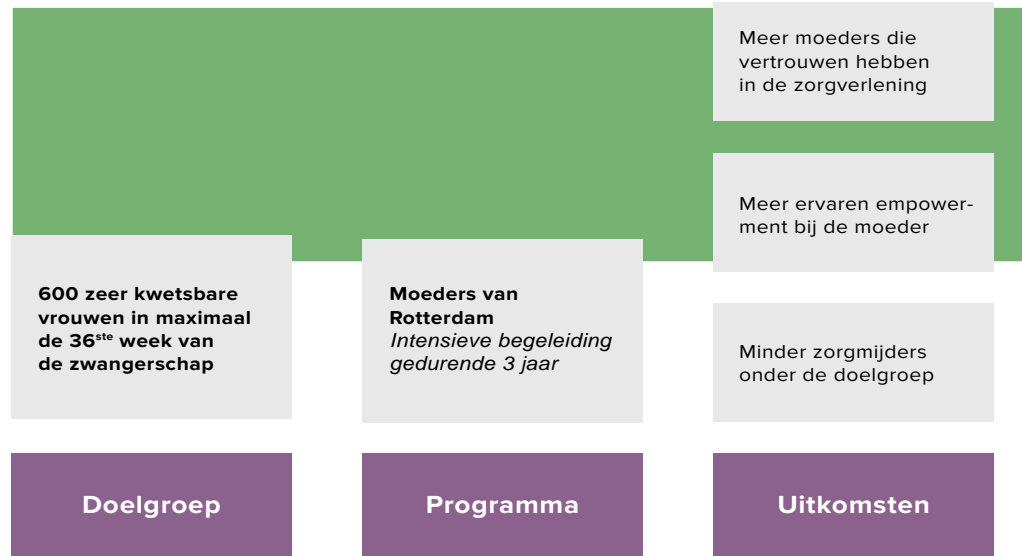 Meer moeders die
vertrouwen hebben
in de zorgverlening
Meer ervaren empower-
ment bij de moeder
600 zeer kwetsbare
vrouwen in maximaal
de 36ste week van
de zwangerschap
Moeders van
Rotterdam
Intensieve begeleiding
gedurende 3 jaar
Minder zorgmijders
onder de doelgroep
Doelgroep
Programma
Uitkomsten